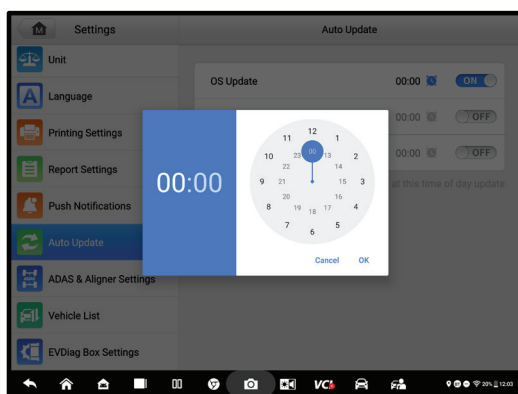 M
Settings
Auto Update
Unit
OS Update 00:00 ON
A Language
00:00 OFF
Printing Settings
00:00 OFF
Report Settings
at this time of day update
Push Notifications
Auto Update
ADAS ADAS & Aligner Settings
Vehicle List
EVDiag Box Settings
00:00
12
11 1
00
23 13
10 2
22 14
9 21 15 3
20 16
8 19 17 4
18
7 5
6
Cancel OK
VCI
20% 12:03